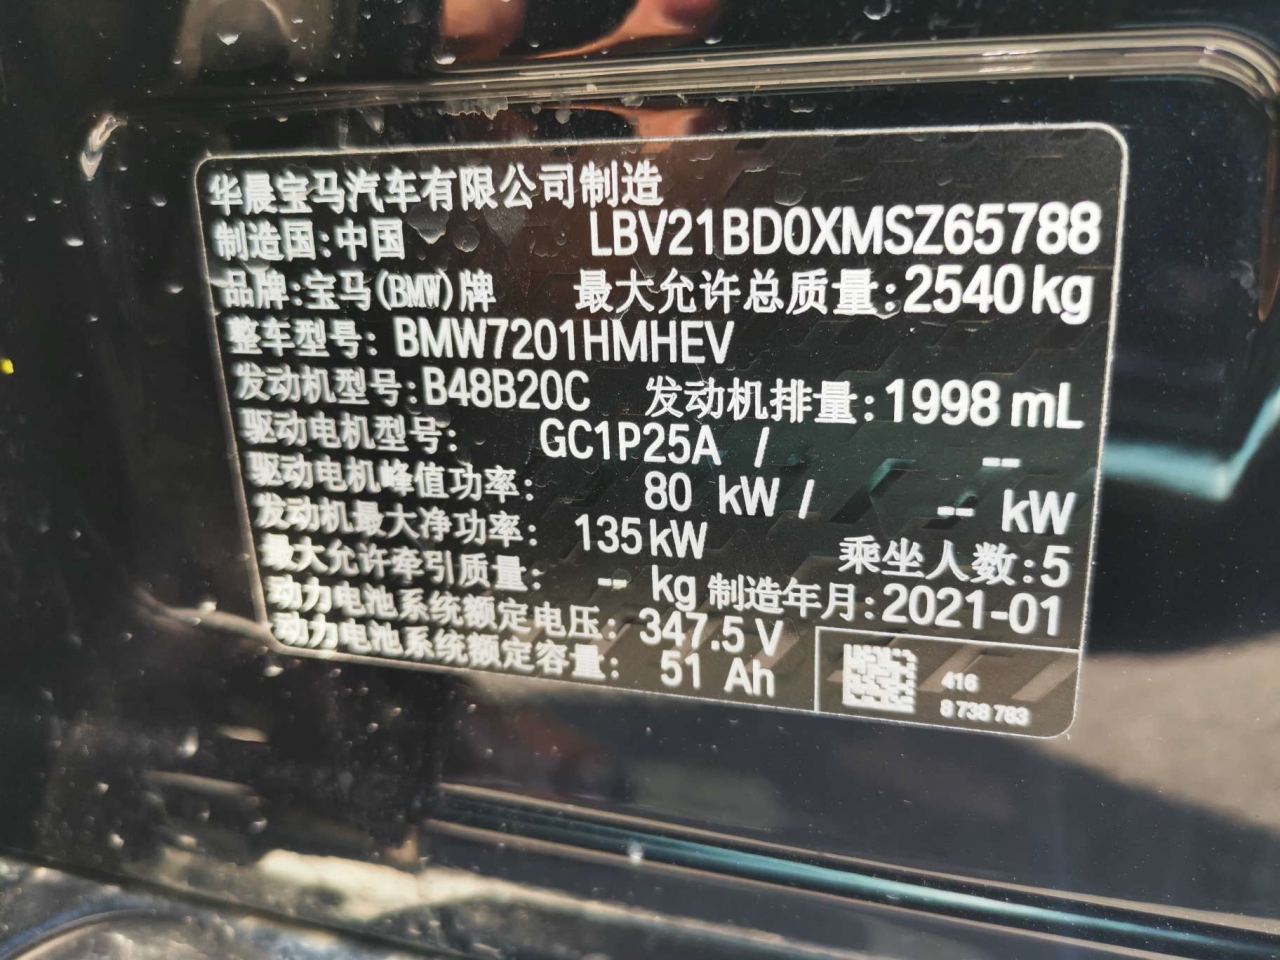 华晨宝马汽车有限公司制造
制造国:中国 LBV21BD0XMSZ65788
品牌:宝马(BMW)牌 最大允许总质量:2540kg
整车型号: BMW7201HMHEV
发动机型号:B48B20C 发动机排量:1998 mL
驱动电机型号: GC1P25A / --
驱动电机峰值功率: 80 kW / -- kW
发动机最大净功率: 135kW 乘坐人数:5
最大允许牵引质量: -- kg 制造年月:2021-01
动力电池系统额定电压: 347.5 V
动力电池系统额定容量: 51 Ah
416
8 738 783